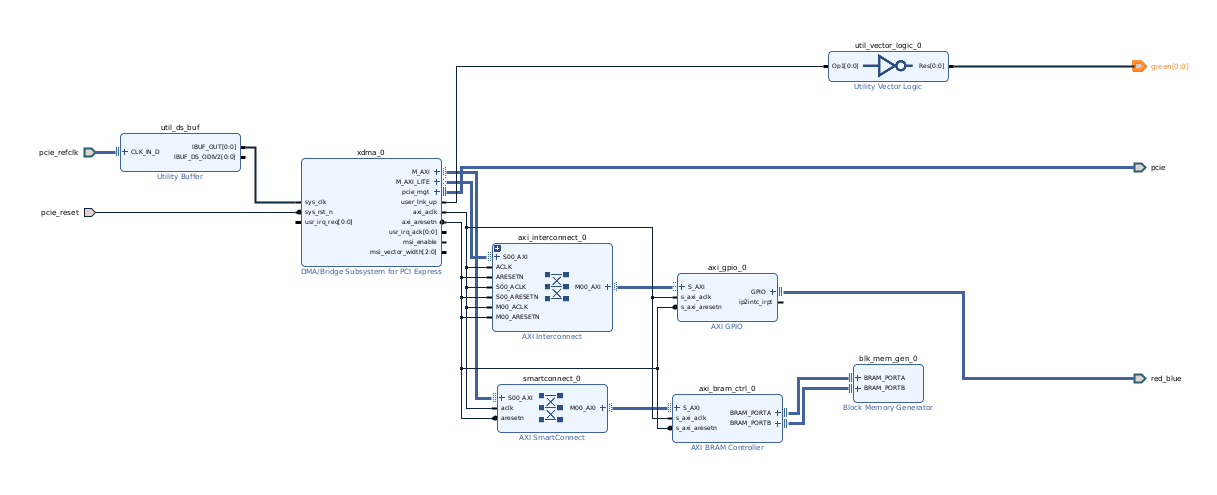 util_vector_logic_0
Op1[0:0]
Res[0:0]
Utility Vector Logic
green[0:0]
util_ds_buf
pcie_refclk
CLK_IN_D
IBUF_OUT[0:0]
IBUF_DS_ODIV2[0:0]
Utility Buffer
pcie_reset
xdma_0
M_AXI
M_AXI_LITE
pcie_mgt
user_lnk_up
axi_aclk
axi_aresetn
usr_irq_ack[0:0]
msi_enable
msi_vector_width[2:0]
sys_clk
sys_rst_n
usr_irq_req[0:0]
DMA/Bridge Subsystem for PCI Express
pcie
axi_interconnect_0
S00_AXI
ACLK
ARESETN
S00_ACLK
S00_ARESETN
M00_ACLK
M00_ARESETN
M00_AXI
AXI Interconnect
axi_gpio_0
S_AXI
s_axi_aclk
s_axi_aresetn
GPIO
ip2intc_irpt
AXI GPIO
smartconnect_0
S00_AXI
aclk
aresetn
M00_AXI
AXI SmartConnect
axi_bram_ctrl_0
S_AXI
s_axi_aclk
s_axi_aresetn
BRAM_PORTA
BRAM_PORTB
AXI BRAM Controller
blk_mem_gen_0
BRAM_PORTA
BRAM_PORTB
Block Memory Generator
red_blue